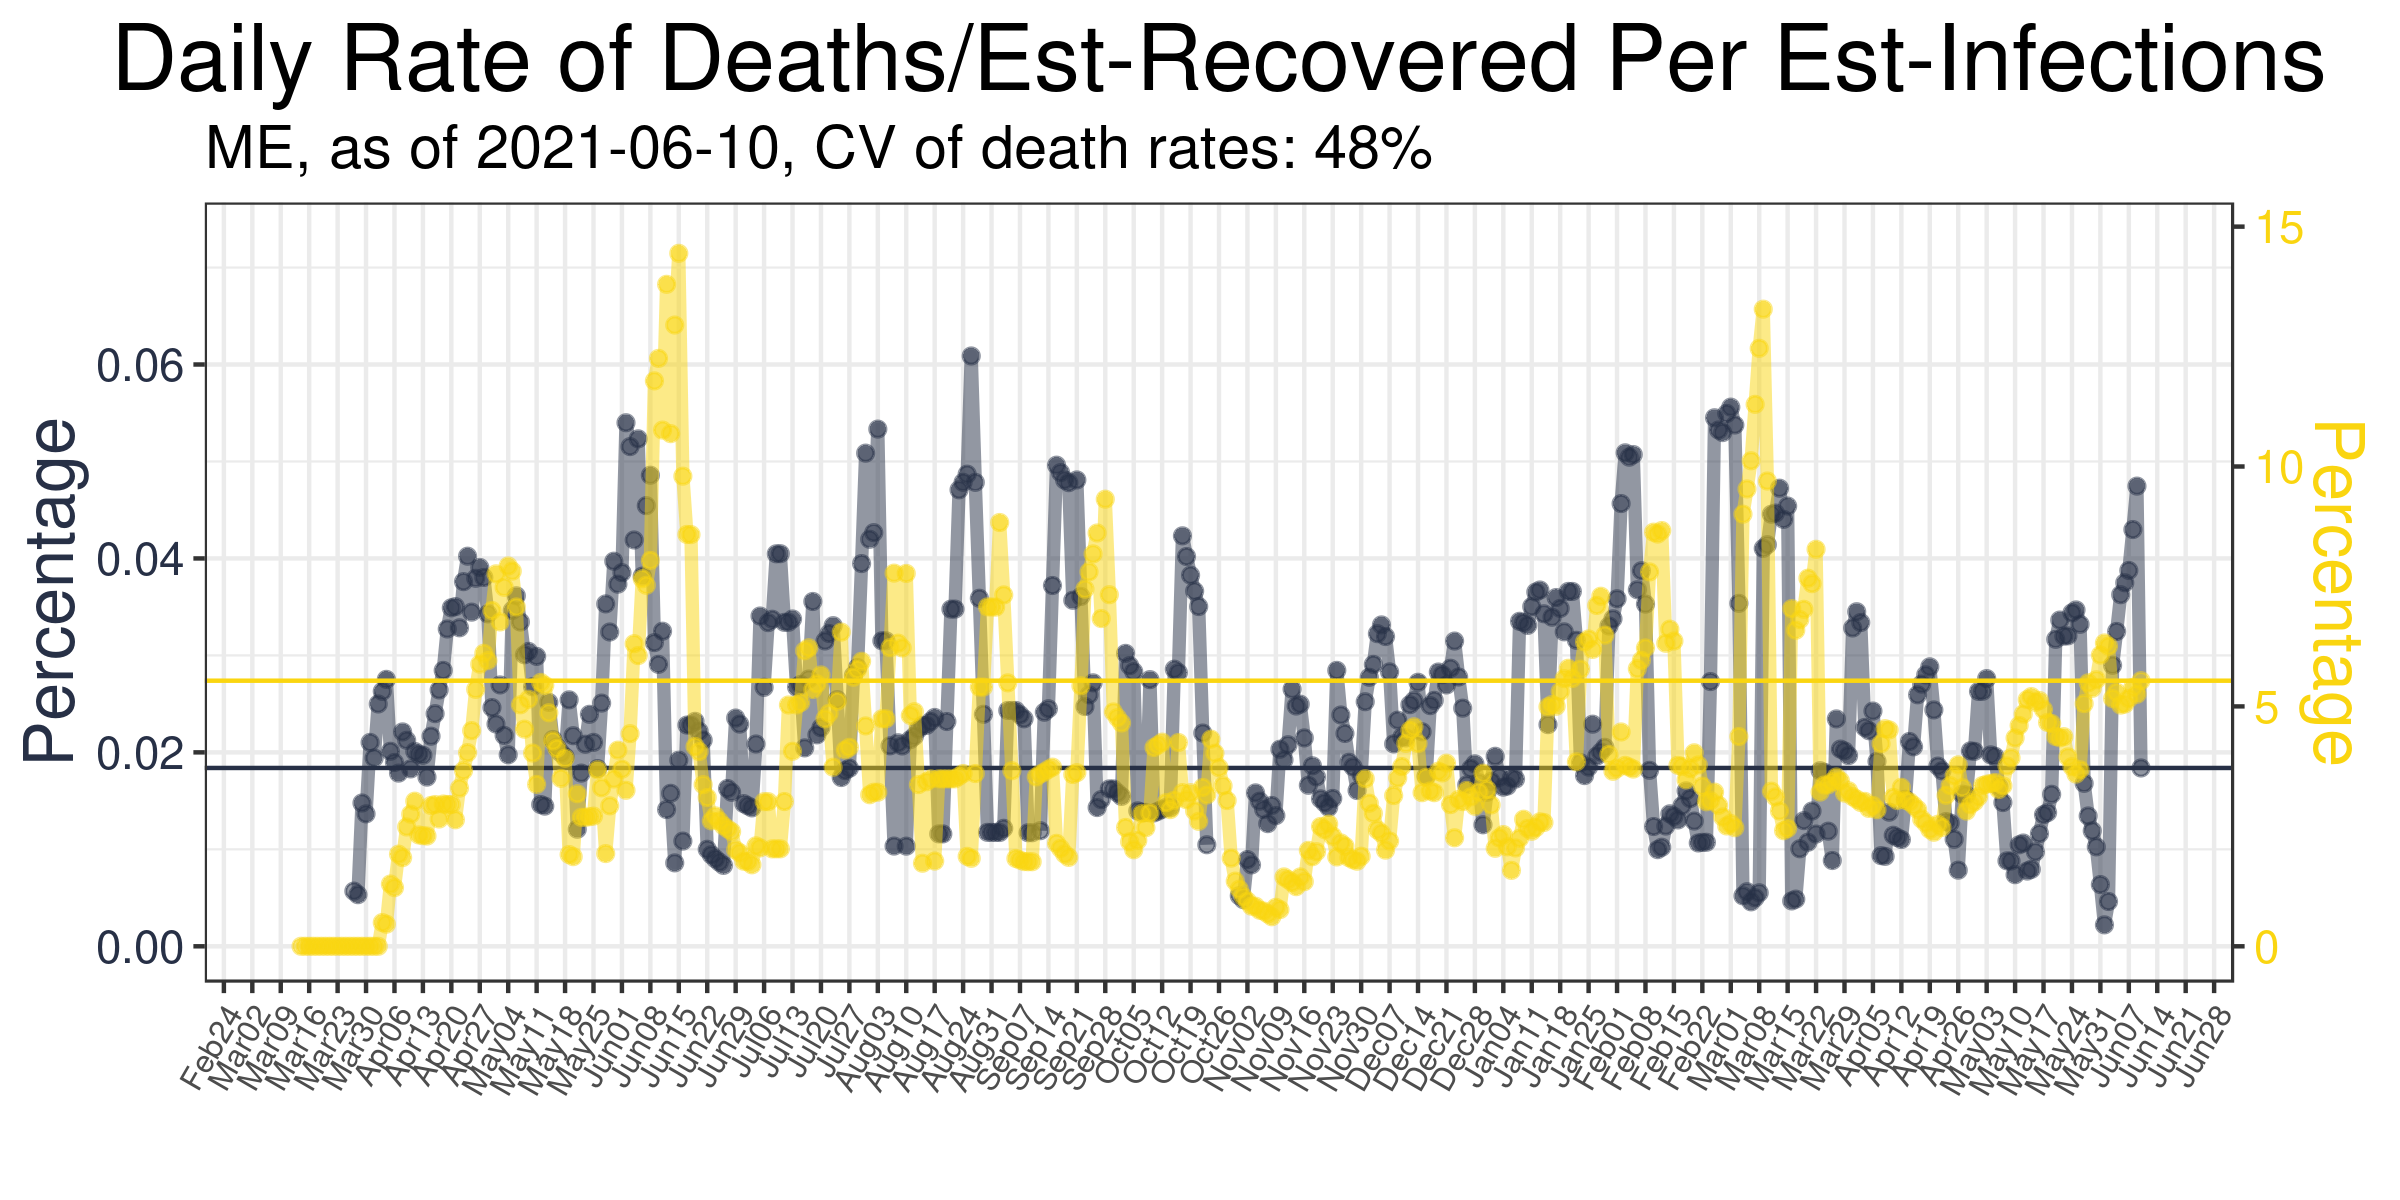 Daily Rate of Deaths/Est-Recovered Per Est-Infections
ME, as of 2021-06-10, CV of death rates: 48%
Percentage
0.06
0.04
0.02
0.00
15
10
5
0
Percentage
Feb24
Mar02
Mar09
Mar16
Mar23
Mar30
Apr06
Apr13
Apr20
Apr27
May04
May11
May18
May25
Jun01
Jun08
Jun15
Jun22
Jun29
Jul06
Jul13
Jul20
Jul27
Aug03
Aug10
Aug17
Aug24
Aug31
Sep07
Sep14
Sep21
Sep28
Oct05
Oct12
Oct19
Oct26
Nov02
Nov09
Nov16
Nov23
Nov30
Dec07
Dec14
Dec21
Dec28
Jan04
Jan11
Jan18
Jan25
Feb01
Feb08
Feb15
Feb22
Mar01
Mar08
Mar15
Mar22
Mar29
Apr05
Apr12
Apr19
Apr26
May03
May10
May17
May24
May31
Jun07
Jun14
Jun21
Jun28